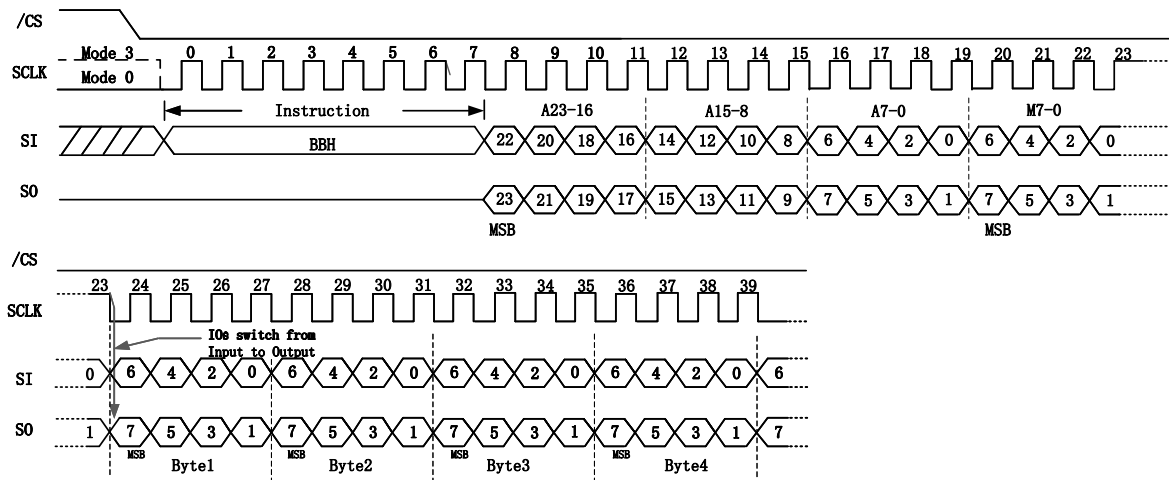 /CS
Mode 3 0 1 2 3 4 5 6 7 8 9 10 11 12 13 14 15 16 17 18 19 20 21 22 23
SCLK
Mode 0
Instruction A23-16 A15-8 A7-0 M7-0
SI BBH 22 20 18 16 14 12 10 8 6 4 2 0 6 4 2 0
SO 23 21 19 17 15 13 11 9 7 5 3 1 7 5 3 1
MSB MSB
/CS
23 24 25 26 27 28 29 30 31 32 33 34 35 36 37 38 39
SCLK
IOs switch from
Input to Output
SI 0 6 4 2 0 6 4 2 0 6 4 2 0 6 4 2 0 6
SO 1 7 5 3 1 7 5 3 1 7 5 3 1 7 5 3 1 7
MSB MSB MSB MSB
Byte1 Byte2 Byte3 Byte4